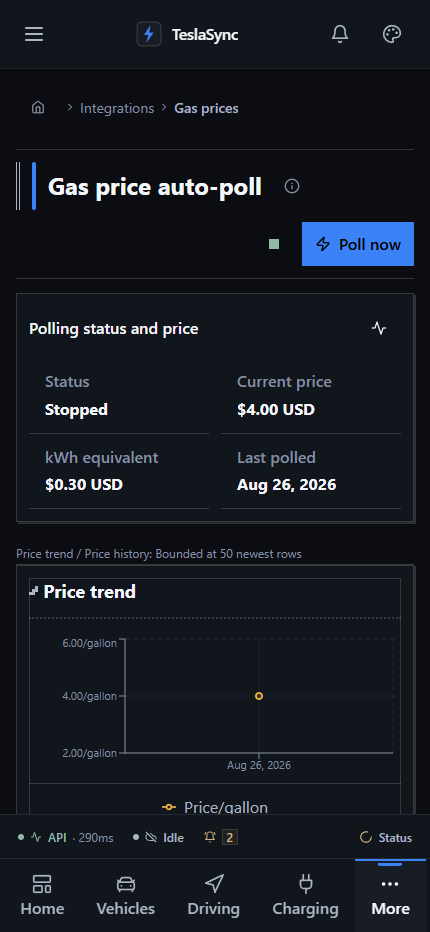 TeslaSync
Integrations Gas prices
Gas price auto-poll
Poll now
Polling status and price
Status Current price
Stopped $4.00 USD
kWh equivalent Last polled
$0.30 USD Aug 26, 2026
Price trend / Price history: Bounded at 50 newest rows
Price trend
6.00/gallon
4.00/gallon
2.00/gallon
Aug 26, 2026
Price/gallon
API · 290ms Idle 2 Status
Home Vehicles Driving Charging More